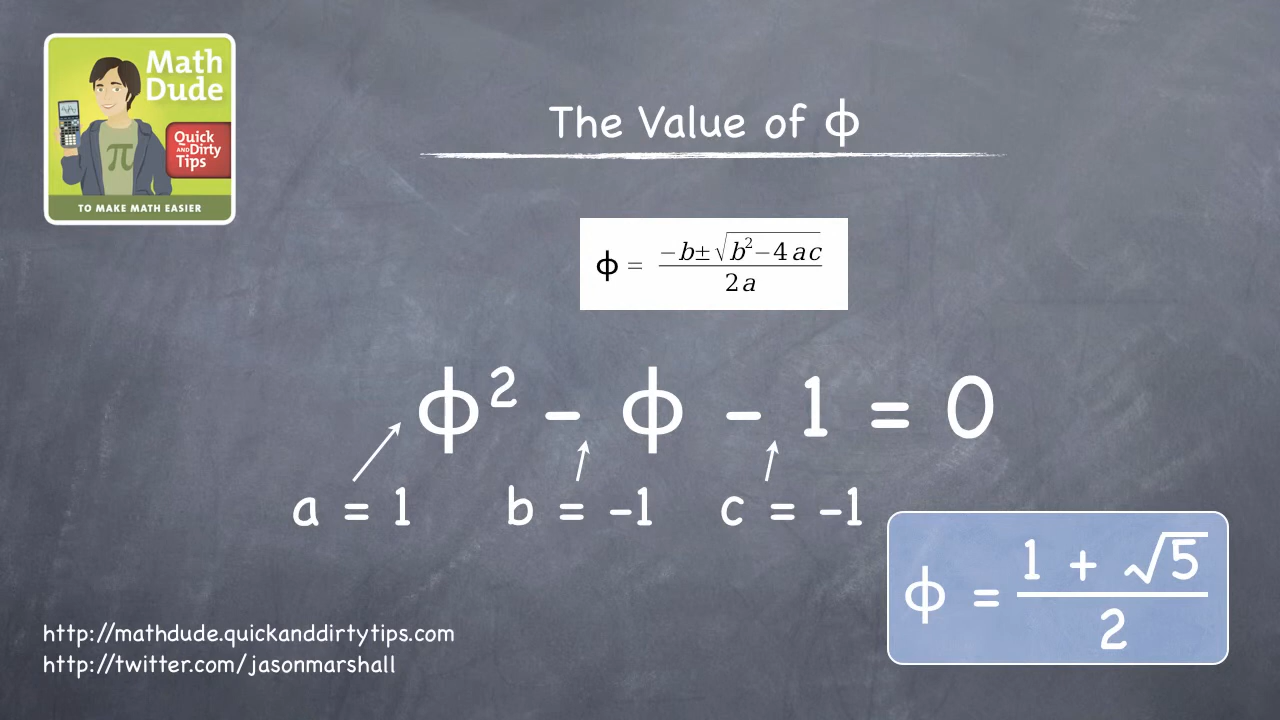 Math
Dude
Quick
AND Dirty
Tips
π
TO MAKE MATH EASIER
The Value of ϕ
ϕ = (−b ± √(b² − 4ac)) / (2a)
ϕ² − ϕ − 1 = 0
a = 1 b = -1 c = -1
ϕ = (1 + √5) / 2
http://mathdude.quickanddirtytips.com
http://twitter.com/jasonmarshall